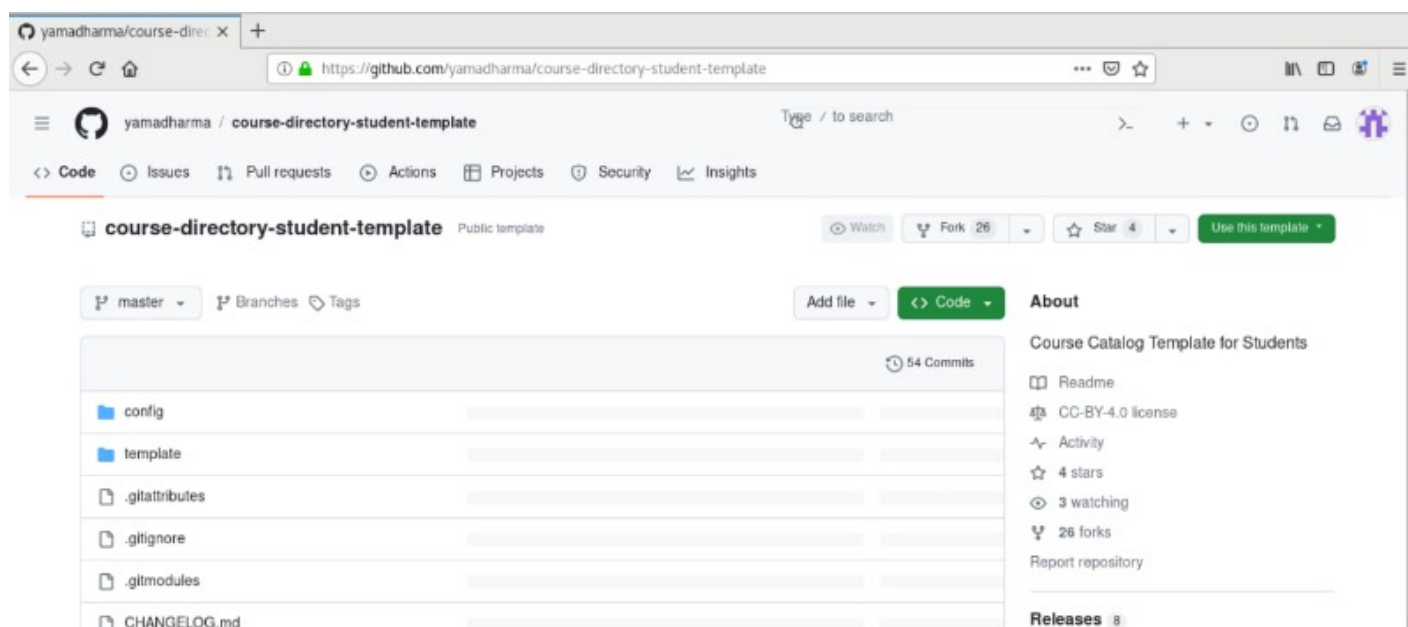 yamadharma/course-direc
https://github.com/yamadharma/course-directory-student-template
yamadharma / course-directory-student-template
Type / to search
Code Issues Pull requests Actions Projects Security Insights
course-directory-student-template Public template
Watch Fork 26 Star 4 Use this template
master Branches Tags Add file Code
About
Course Catalog Template for Students
54 Commits
Readme
config
CC-BY-4.0 license
template
Activity
4 stars
.gitattributes
3 watching
.gitignore
26 forks
Report repository
.gitmodules
CHANGELOG.md
Releases 8